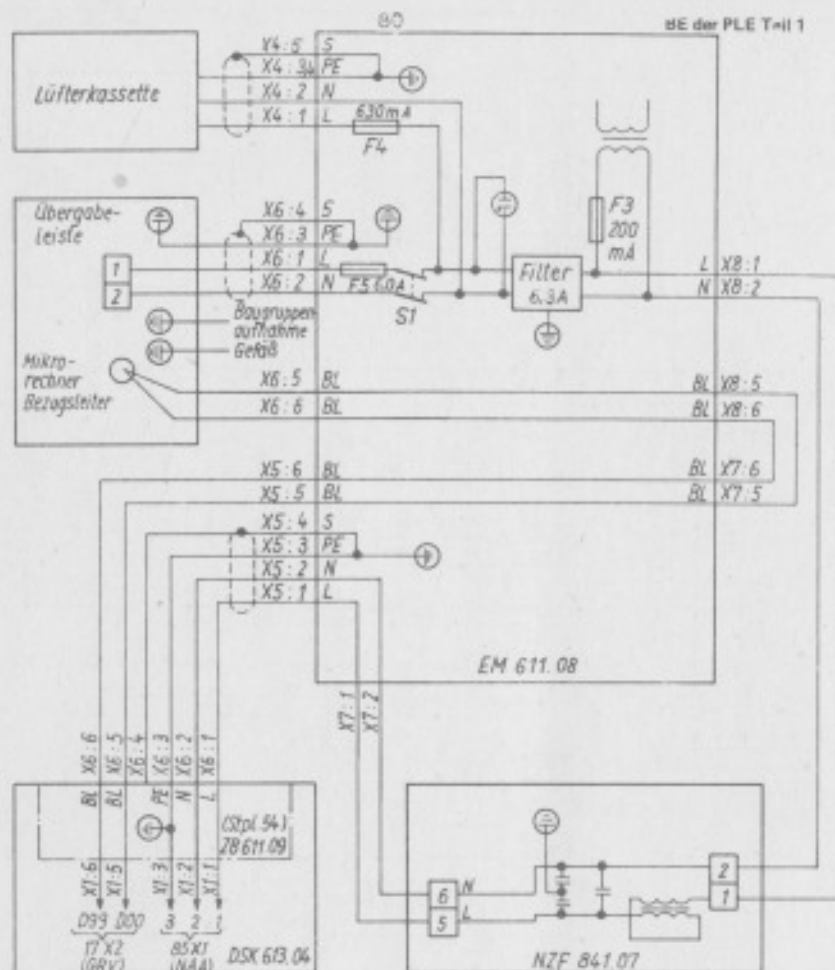 80
BE der PLE Teil 1
Lüfterkassette
X4:5 S
X4:3/4 PE
X4:2 N
X4:1 L
630mA
F4
Übergabe-
leiste
X6:4 S
X6:3 PE
X6:1 L
X6:2 N
1
2
F5 6,0A
S1
Filter
6.3A
F3
200
mA
L X8:1
N X8:2
Baugruppen
aufnahme
Gefäß
Mikro-
rechner
Bezugsleiter
X6:5 BL
X6:6 BL
BL X8:5
BL X8:6
X5:6 BL
X5:5 BL
BL X7:6
BL X7:5
X5:4 S
X5:3 PE
X5:2 N
X5:1 L
EM 611.08
X7:1
X7:2
X6:6
X6:5
X6:4
X6:3
X6:2
X6:1
BL
BL
PE
N
L
(Stpl. 54)
ZB 611.09
X1:6
X1:5
X1:3
X1:2
X1:1
D99 D00
3 2 1
17 X2
(GRV)
85 X1
(NAA)
DSK 613.04
6 N
5 L
2
1
NZF 841.07